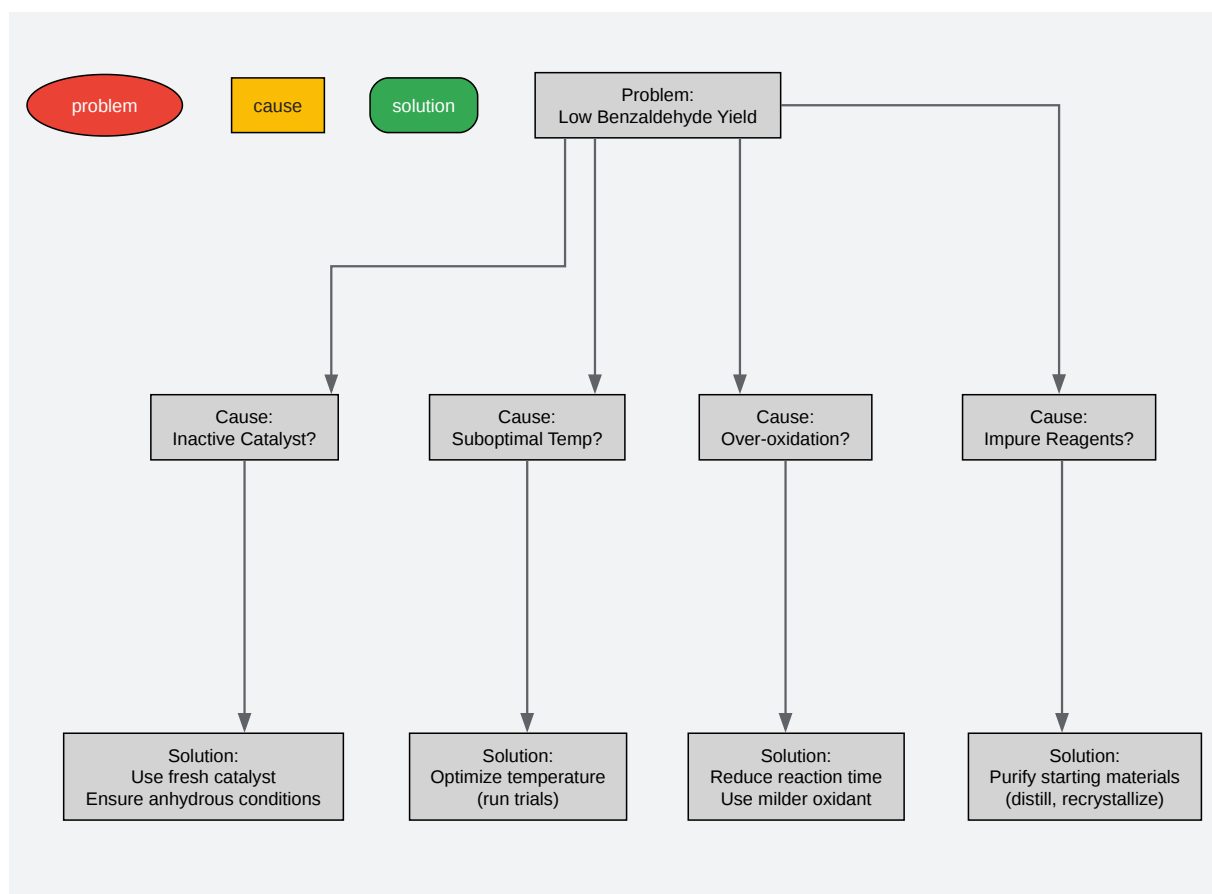 problem
cause
solution
Problem:
Low Benzaldehyde Yield
Cause:
Inactive Catalyst?
Cause:
Suboptimal Temp?
Cause:
Over-oxidation?
Cause:
Impure Reagents?
Solution:
Use fresh catalyst
Ensure anhydrous conditions
Solution:
Optimize temperature
(run trials)
Solution:
Reduce reaction time
Use milder oxidant
Solution:
Purify starting materials
(distill, recrystallize)